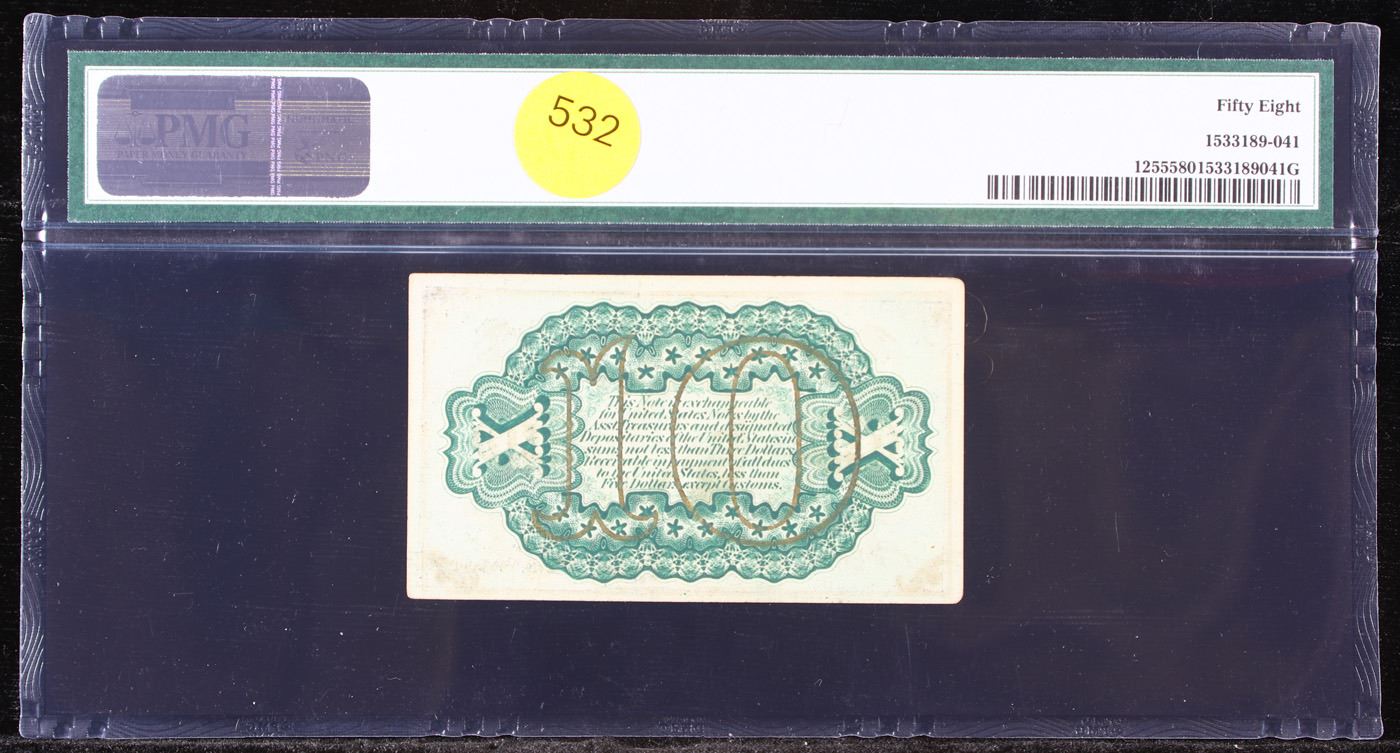 PMG
PAPER MONEY GUARANTY
532
Fifty Eight
1533189-041
12555801533189041G
10
X
X
This Note is exchangeable
for United States Notes by the
Asst. Treasurers and designated
Depositaries of the United States in
sums not less than Three Dollars.
Receivable in payment of all dues
to the United States less than
Five Dollars except Customs.